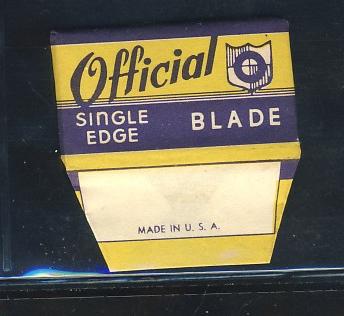 Official
SINGLE EDGE BLADE
MADE IN U. S. A.